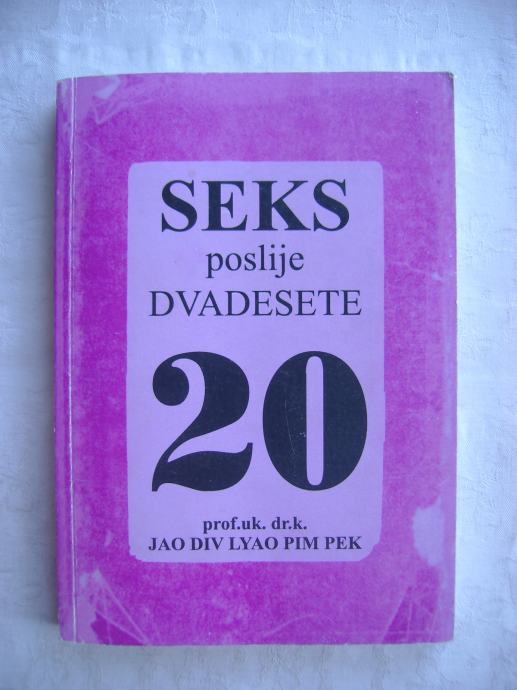 SEKS
poslije
DVADESETE
20
prof.uk. dr.k.
JAO DIV LYAO PIM PEK